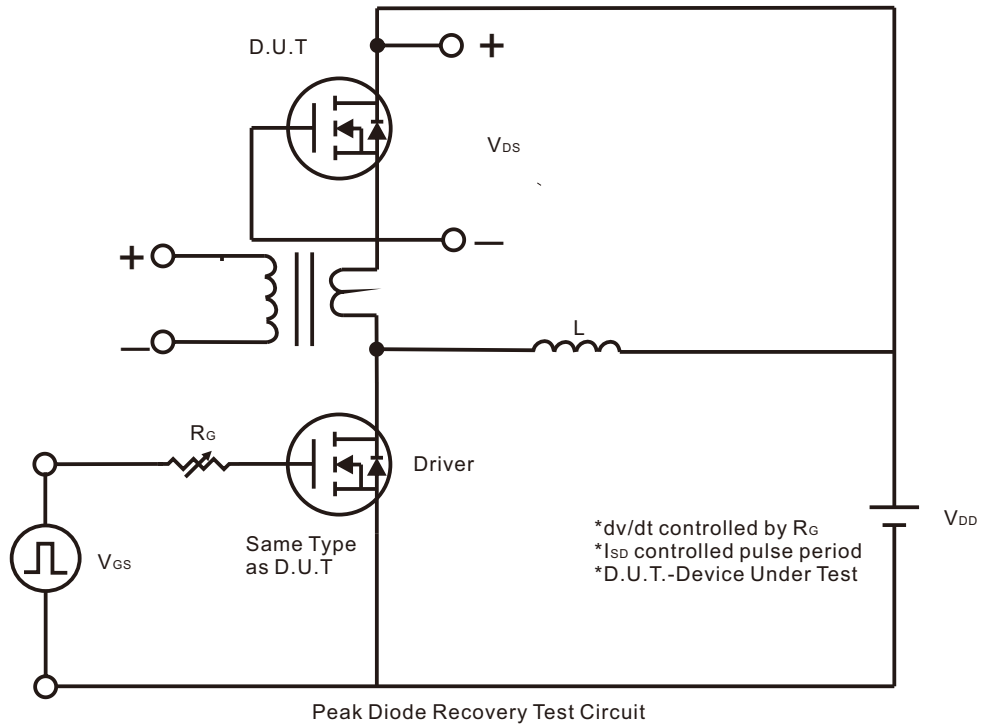 D.U.T
+
VDS
—
+
—
L
RG
Driver
VGS
Same Type
as D.U.T
*dv/dt controlled by RG
*ISD controlled pulse period
*D.U.T.-Device Under Test
VDD
Peak Diode Recovery Test Circuit